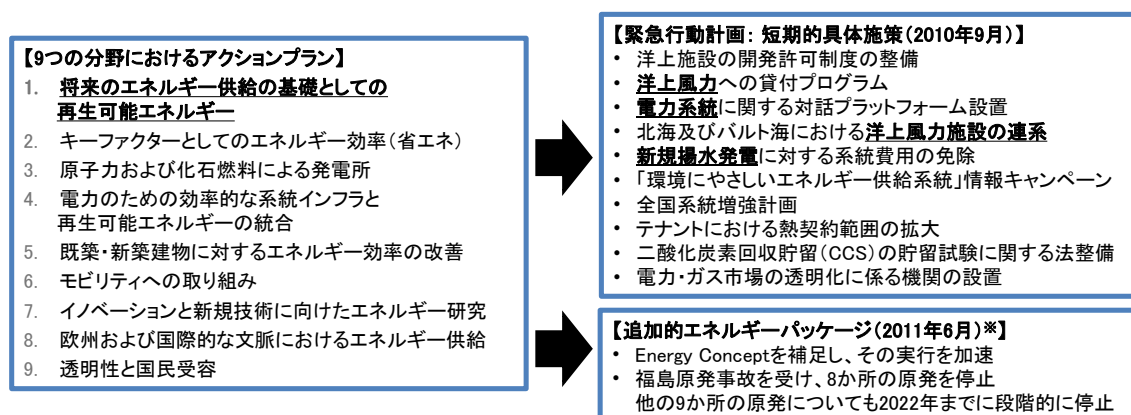 【9つの分野におけるアクションプラン】
1. 将来のエネルギー供給の基礎としての
再生可能エネルギー
2. キーファクターとしてのエネルギー効率(省エネ)
3. 原子力および化石燃料による発電所
4. 電力のための効率的な系統インフラと
再生可能エネルギーの統合
5. 既築・新築建物に対するエネルギー効率の改善
6. モビリティへの取り組み
7. イノベーションと新規技術に向けたエネルギー研究
8. 欧州および国際的な文脈におけるエネルギー供給
9. 透明性と国民受容
【緊急行動計画: 短期的具体施策(2010年9月)】
• 洋上施設の開発許可制度の整備
• 洋上風力への貸付プログラム
• 電力系統に関する対話プラットフォーム設置
• 北海及びバルト海における洋上風力施設の連系
• 新規揚水発電に対する系統費用の免除
• 「環境にやさしいエネルギー供給系統」情報キャンペーン
• 全国系統増強計画
• テナントにおける熱契約範囲の拡大
• 二酸化炭素回収貯留(CCS)の貯留試験に関する法整備
• 電力・ガス市場の透明化に係る機関の設置
【追加的エネルギーパッケージ(2011年6月)※】
• Energy Conceptを補足し、その実行を加速
• 福島原発事故を受け、8か所の原発を停止
他の9か所の原発についても2022年までに段階的に停止